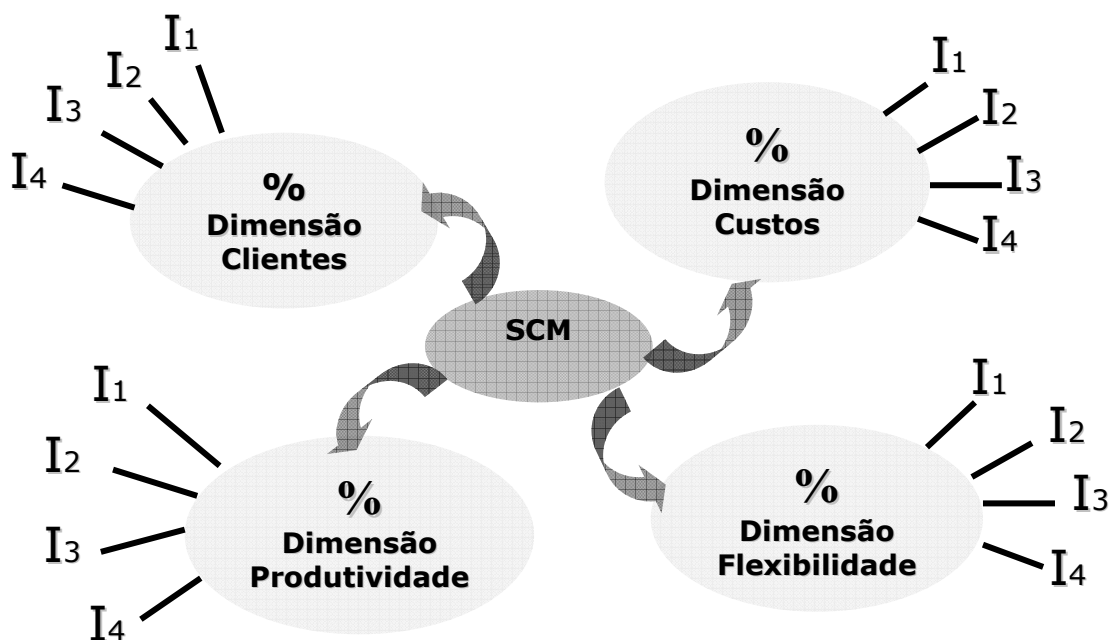 I1
I2
I3
I4
%
Dimensão
Clientes
I1
I2
I3
I4
%
Dimensão
Custos
SCM
I1
I2
I3
I4
%
Dimensão
Produtividade
I1
I2
I3
I4
%
Dimensão
Flexibilidade